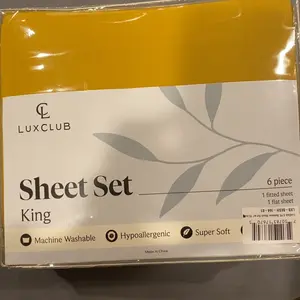 CL
LUXCLUB
Sheet Set
King
6 piece
1 fitted sheet
1 flat sheet
Machine Washable
Hypoallergenic
Super Soft